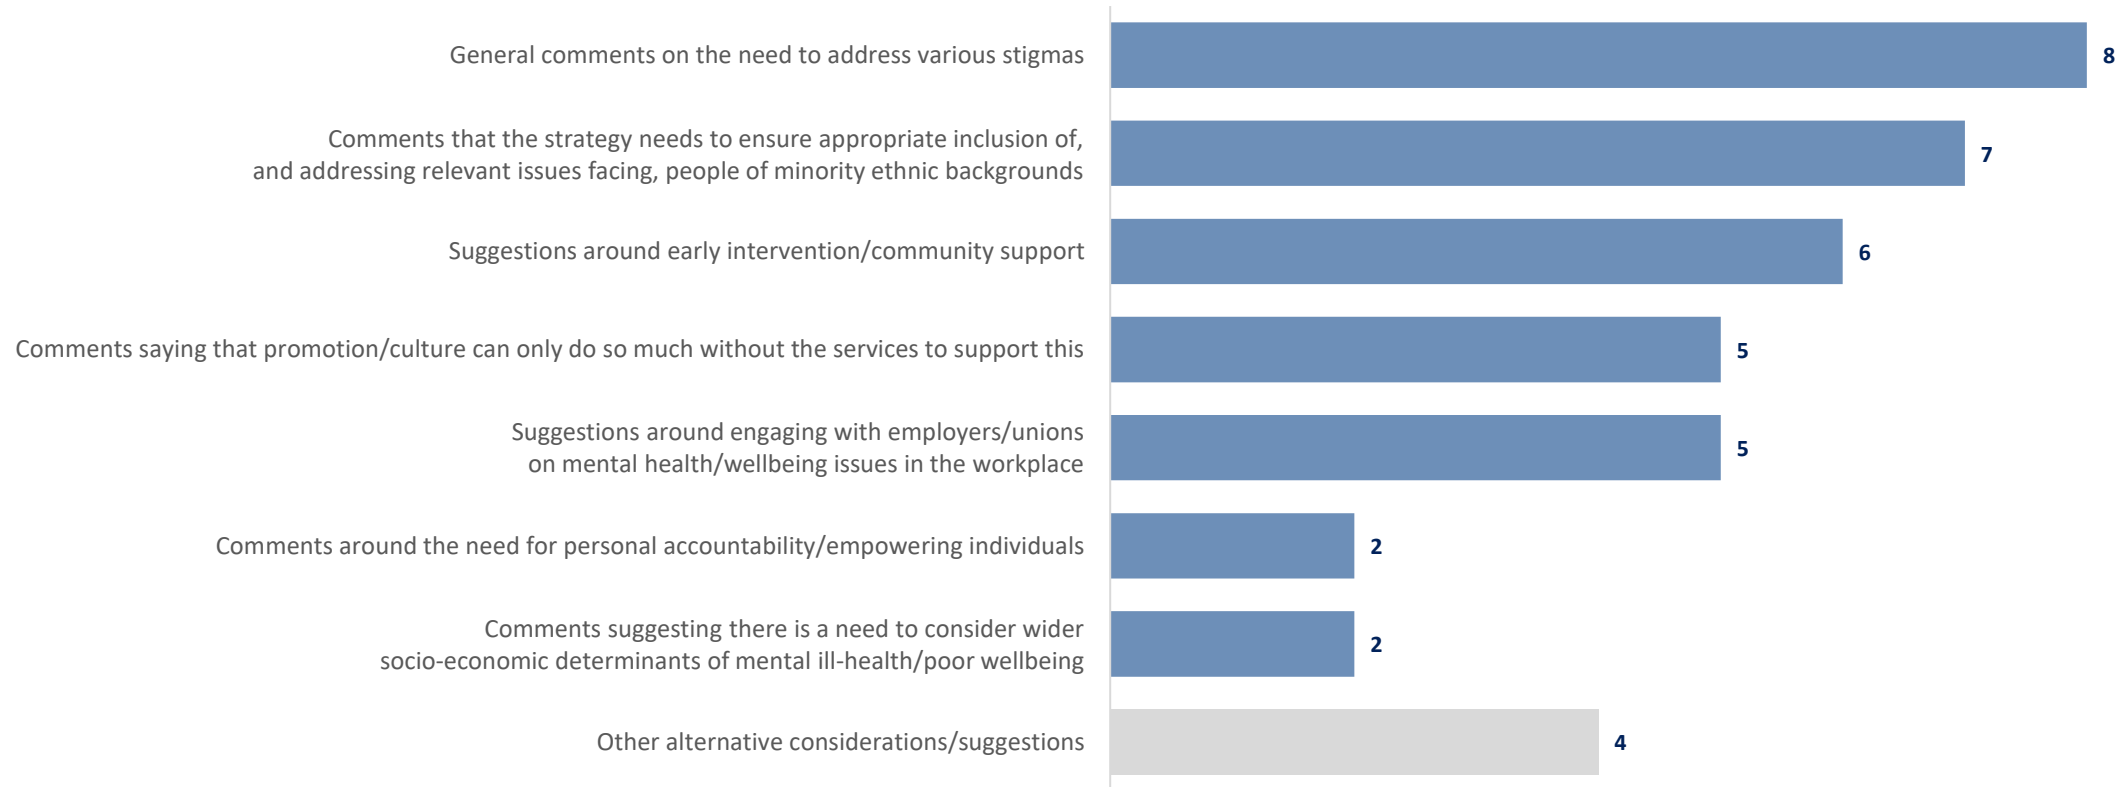 General comments on the need to address various stigmas
8
Comments that the strategy needs to ensure appropriate inclusion of,
and addressing relevant issues facing, people of minority ethnic backgrounds
7
Suggestions around early intervention/community support
6
Comments saying that promotion/culture can only do so much without the services to support this
5
Suggestions around engaging with employers/unions
on mental health/wellbeing issues in the workplace
5
Comments around the need for personal accountability/empowering individuals
2
Comments suggesting there is a need to consider wider
socio-economic determinants of mental ill-health/poor wellbeing
2
Other alternative considerations/suggestions
4